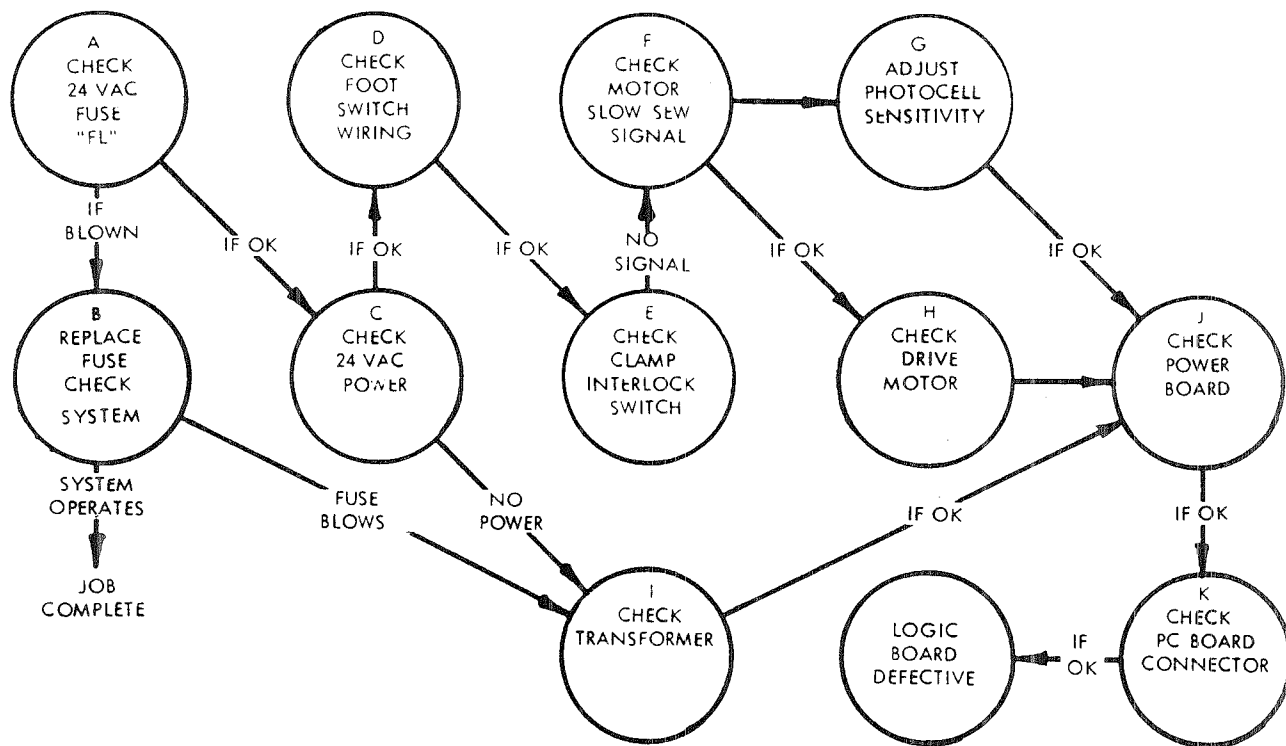 A
CHECK
24 VAC
FUSE
"FL"
D
CHECK
FOOT
SWITCH
WIRING
F
CHECK
MOTOR
SLOW SEW
SIGNAL
G
ADJUST
PHOTOCELL
SENSITIVITY
IF
BLOWN
IF OK
IF OK
IF OK
NO
SIGNAL
IF OK
IF OK
B
REPLACE
FUSE
CHECK
SYSTEM
C
CHECK
24 VAC
POWER
E
CHECK
CLAMP
INTERLOCK
SWITCH
H
CHECK
DRIVE
MOTOR
J
CHECK
POWER
BOARD
SYSTEM
OPERATES
FUSE
BLOWS
NO
POWER
IF OK
IF OK
JOB
COMPLETE
I
CHECK
TRANSFORMER
LOGIC
BOARD
DEFECTIVE
IF
OK
K
CHECK
PC BOARD
CONNECTOR